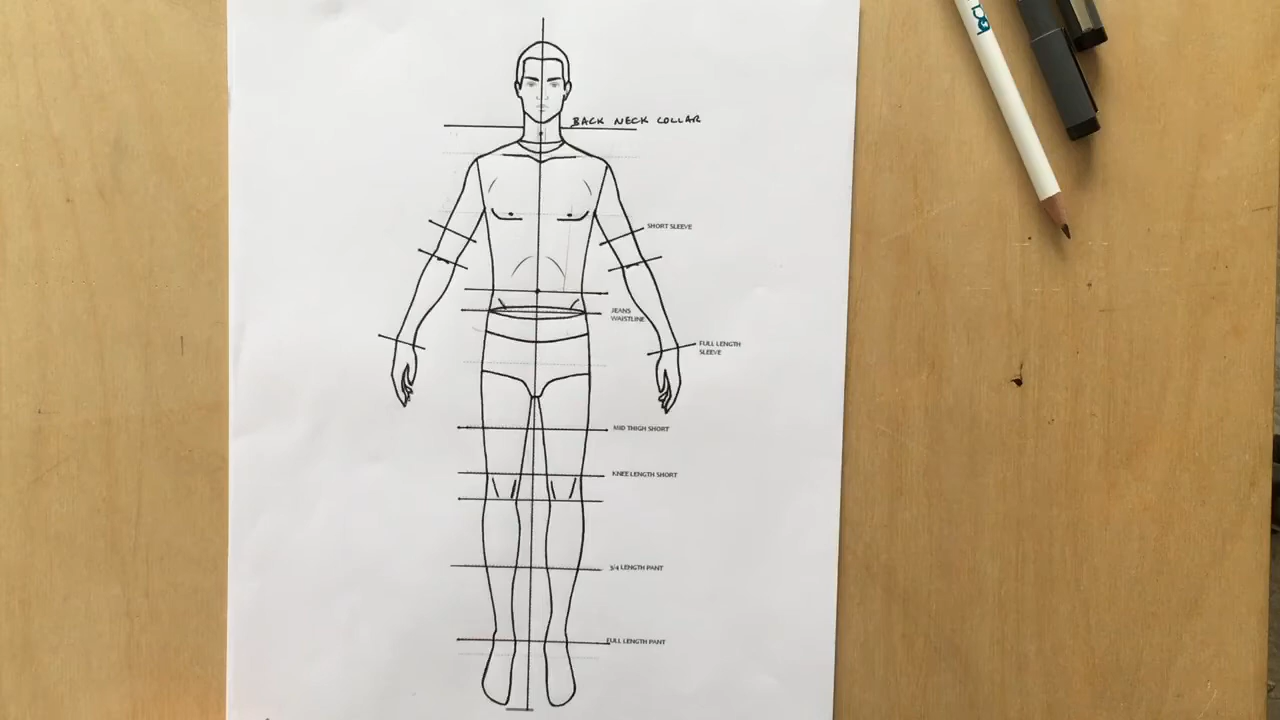 BACK NECK COLLAR
SHORT SLEEVE
JEANS
WAISTLINE
FULL LENGTH
SLEEVE
MID THIGH SHORT
KNEE LENGTH SHORT
3/4 LENGTH PANT
FULL LENGTH PANT